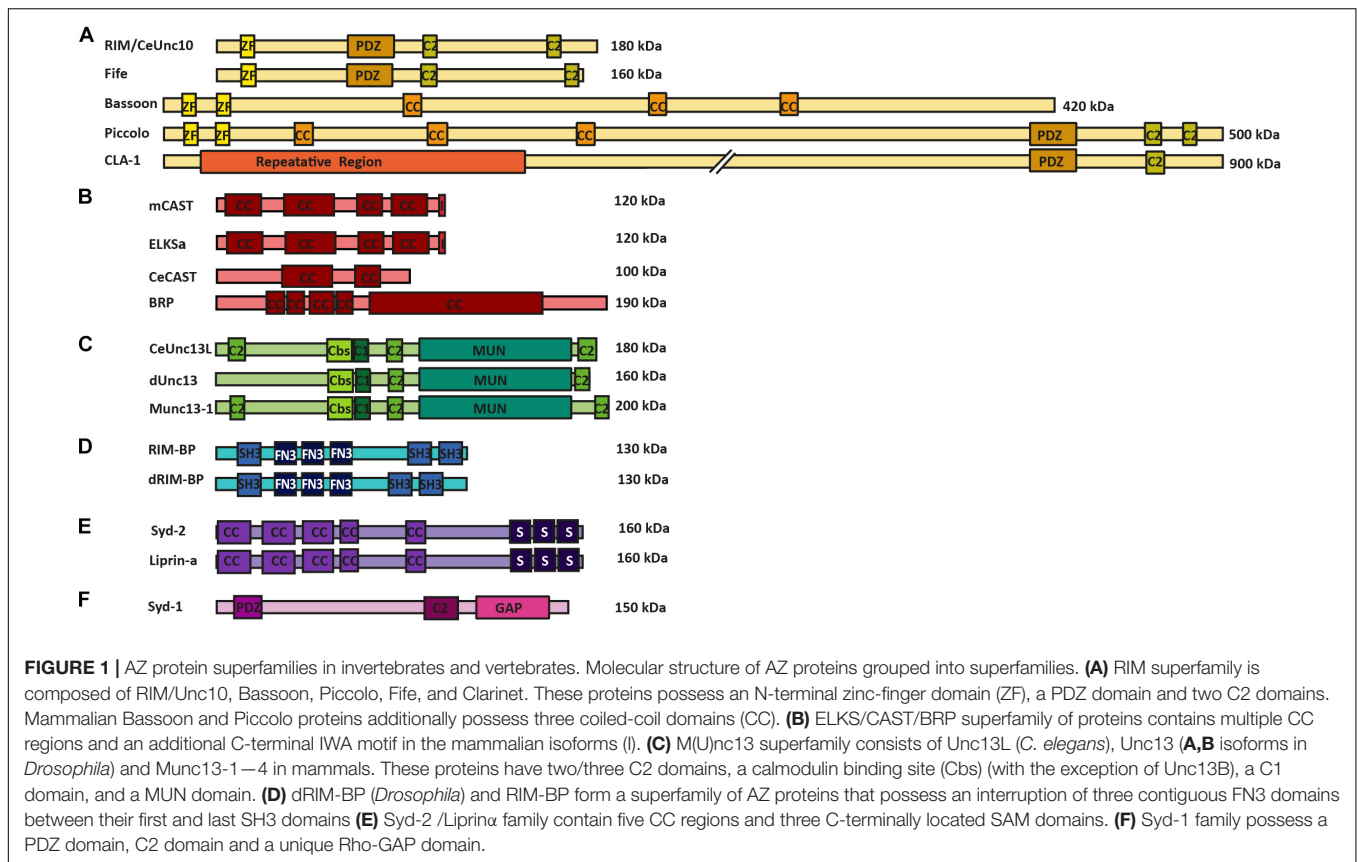 A
RIM/CeUnc10 ZF PDZ C2 C2 180 kDa
Fife ZF PDZ C2 C2 160 kDa
Bassoon ZF ZF CC CC CC 420 kDa
Piccolo ZF ZF CC CC CC PDZ C2 C2 500 kDa
CLA-1 Repeatative Region PDZ C2 900 kDa
B
mCAST CC CC CC CC I 120 kDa
ELKSa CC CC CC CC I 120 kDa
CeCAST CC CC 100 kDa
BRP CC CC CC CC CC 190 kDa
C
CeUnc13L C2 Cbs C1 C2 MUN C2 180 kDa
dUnc13 Cbs C1 C2 MUN C2 160 kDa
Munc13-1 C2 Cbs C1 C2 MUN C2 200 kDa
D
RIM-BP SH3 FN3 FN3 FN3 SH3 SH3 130 kDa
dRIM-BP SH3 FN3 FN3 FN3 SH3 SH3 130 kDa
E
Syd-2 CC CC CC CC CC S S S 160 kDa
Liprin-a CC CC CC CC CC S S S 160 kDa
F
Syd-1 PDZ C2 GAP 150 kDa
FIGURE 1 | AZ protein superfamilies in invertebrates and vertebrates. Molecular structure of AZ proteins grouped into superfamilies. (A) RIM superfamily is
composed of RIM/Unc10, Bassoon, Piccolo, Fife, and Clarinet. These proteins possess an N-terminal zinc-finger domain (ZF), a PDZ domain and two C2 domains.
Mammalian Bassoon and Piccolo proteins additionally possess three coiled-coil domains (CC). (B) ELKS/CAST/BRP superfamily of proteins contains multiple CC
regions and an additional C-terminal IWA motif in the mammalian isoforms (I). (C) M(U)nc13 superfamily consists of Unc13L (C. elegans), Unc13 (A,B isoforms in
Drosophila) and Munc13-1—4 in mammals. These proteins have two/three C2 domains, a calmodulin binding site (Cbs) (with the exception of Unc13B), a C1
domain, and a MUN domain. (D) dRIM-BP (Drosophila) and RIM-BP form a superfamily of AZ proteins that possess an interruption of three contiguous FN3 domains
between their first and last SH3 domains (E) Syd-2 /Liprinα family contain five CC regions and three C-terminally located SAM domains. (F) Syd-1 family possess a
PDZ domain, C2 domain and a unique Rho-GAP domain.